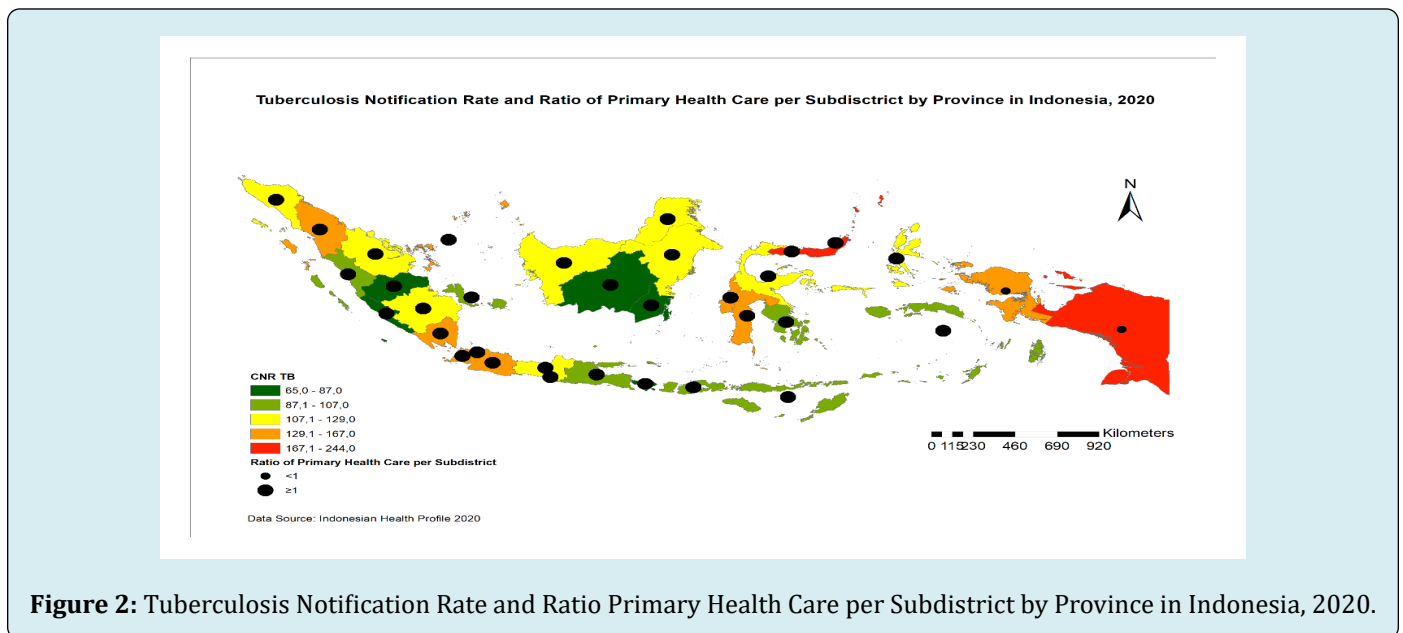 Tuberculosis Notification Rate and Ratio of Primary Health Care per Subdisctrict by Province in Indonesia, 2020
N
CNR TB
65,0 - 87,0
87,1 - 107,0
107,1 - 129,0
129,1 - 167,0
167,1 - 244,0
Ratio of Primary Health Care per Subdistrict
<1
≥1
Kilometers
0 115230 460 690 920
Data Source: Indonesian Health Profile 2020
Figure 2: Tuberculosis Notification Rate and Ratio Primary Health Care per Subdistrict by Province in Indonesia, 2020.